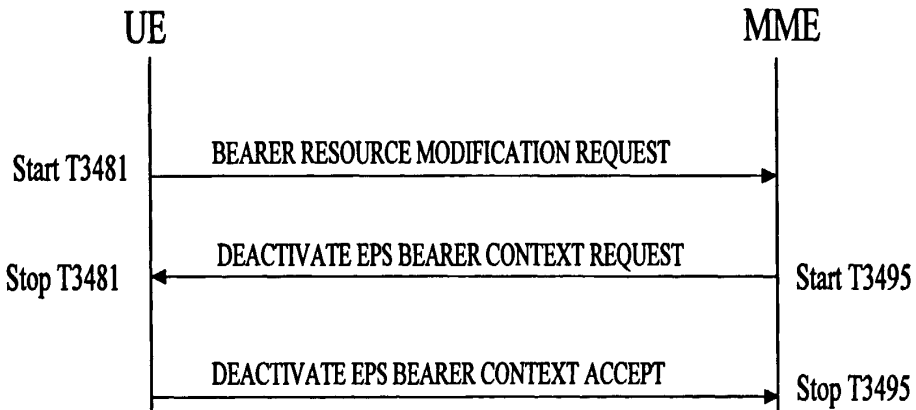 UE
MME
Start T3481
BEARER RESOURCE MODIFICATION REQUEST
DEACTIVATE EPS BEARER CONTEXT REQUEST
Stop T3481
Start T3495
DEACTIVATE EPS BEARER CONTEXT ACCEPT
Stop T3495